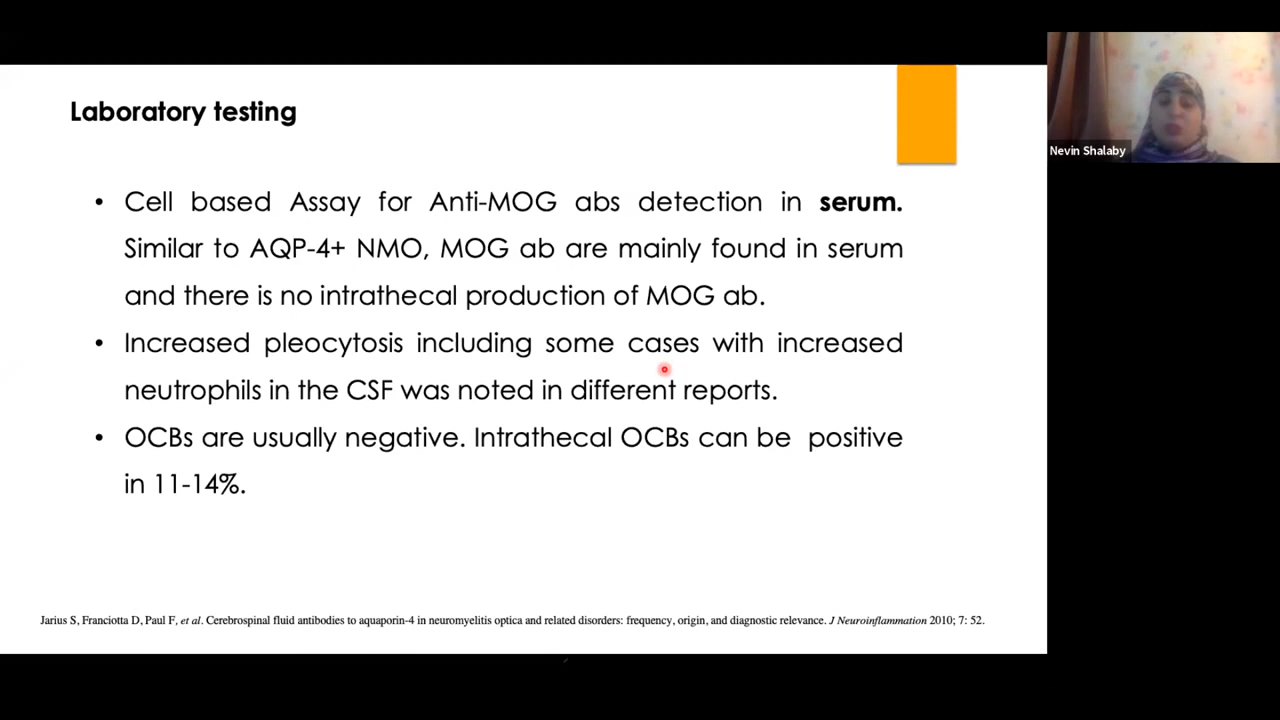 Laboratory testing
Nevin Shalaby
• Cell based Assay for Anti-MOG abs detection in serum.
Similar to AQP-4+ NMO, MOG ab are mainly found in serum
and there is no intrathecal production of MOG ab.
• Increased pleocytosis including some cases with increased
neutrophils in the CSF was noted in different reports.
• OCBs are usually negative. Intrathecal OCBs can be positive
in 11-14%.
Jarius S, Franciotta D, Paul F, et al. Cerebrospinal fluid antibodies to aquaporin-4 in neuromyelitis optica and related disorders: frequency, origin, and diagnostic relevance. J Neuroinflammation 2010; 7: 52.